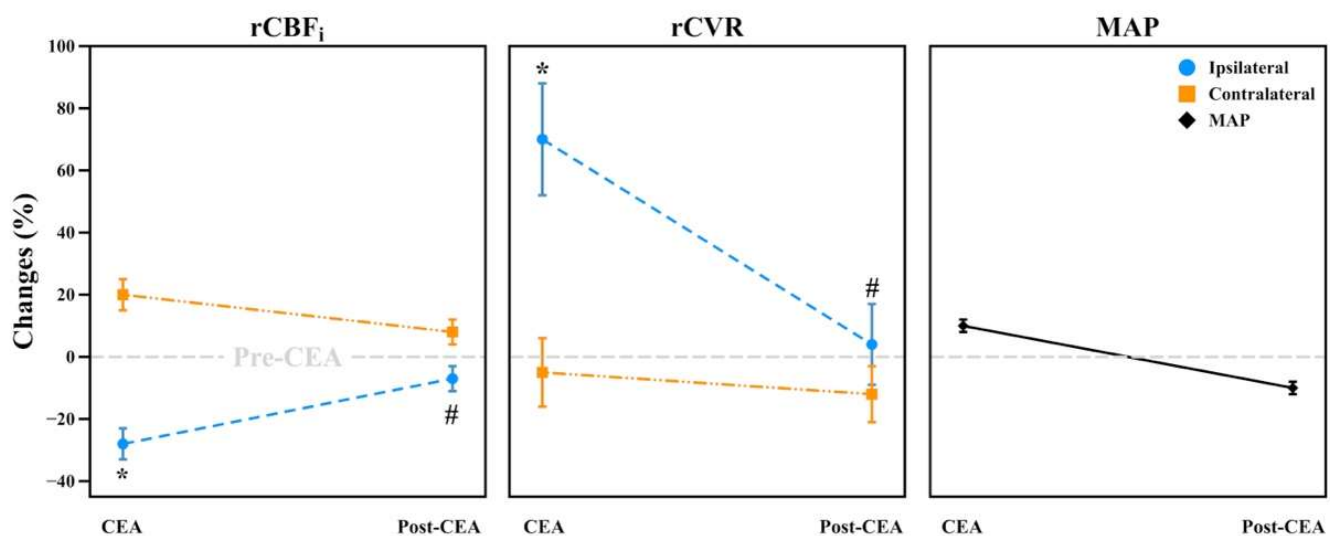 rCBFi rCVR MAP
100
80
60
40
20
0
−20
−40
Changes (%)
Pre-CEA
*
#
*
#
Ipsilateral
Contralateral
MAP
CEA Post-CEA CEA Post-CEA CEA Post-CEA